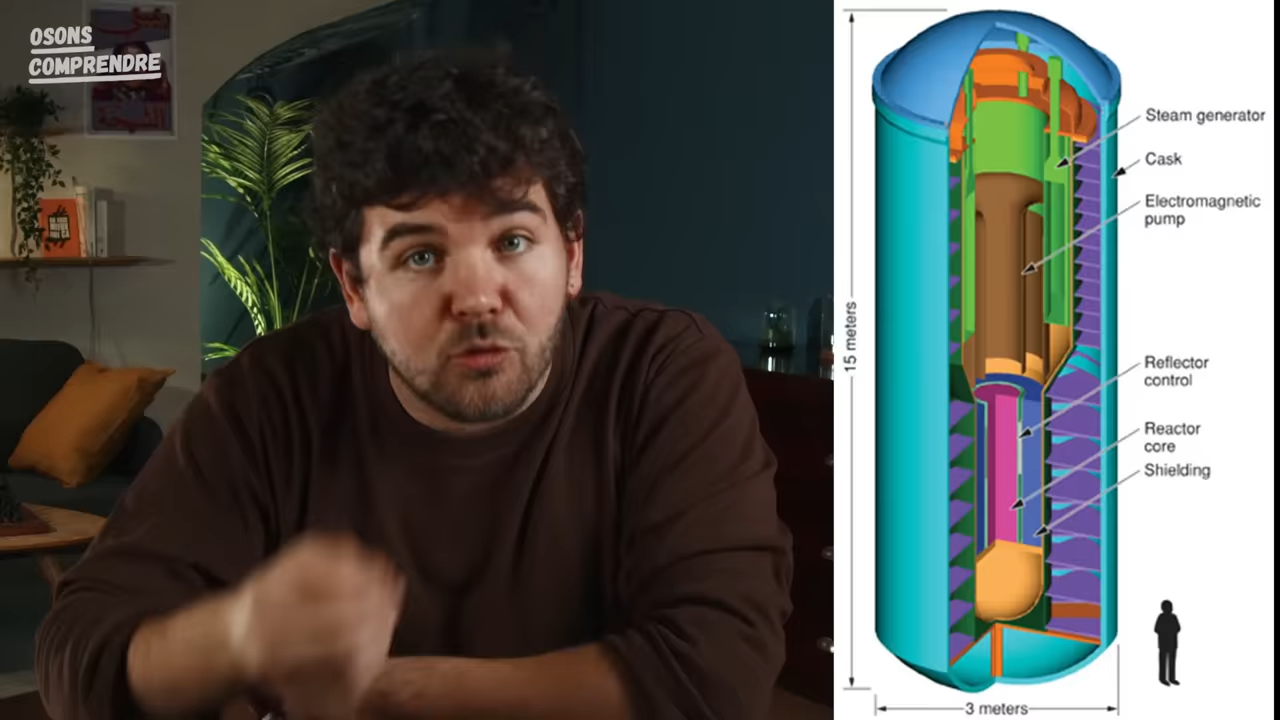 OSONS
COMPRENDRE
Steam generator
Cask
Electromagnetic
pump
15 meters
Reflector
control
Reactor
core
Shielding
3 meters